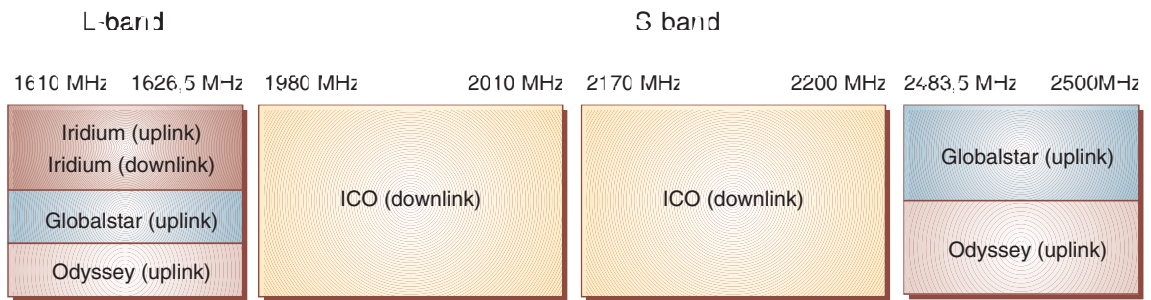 L-band
S band
1610 MHz 1626,5 MHz 1980 MHz 2010 MHz 2170 MHz 2200 MHz 2483,5 MHz 2500MHz
Iridium (uplink)
Iridium (downlink)
Globalstar (uplink)
Odyssey (uplink)
ICO (downlink)
ICO (downlink)
Globalstar (uplink)
Odyssey (uplink)